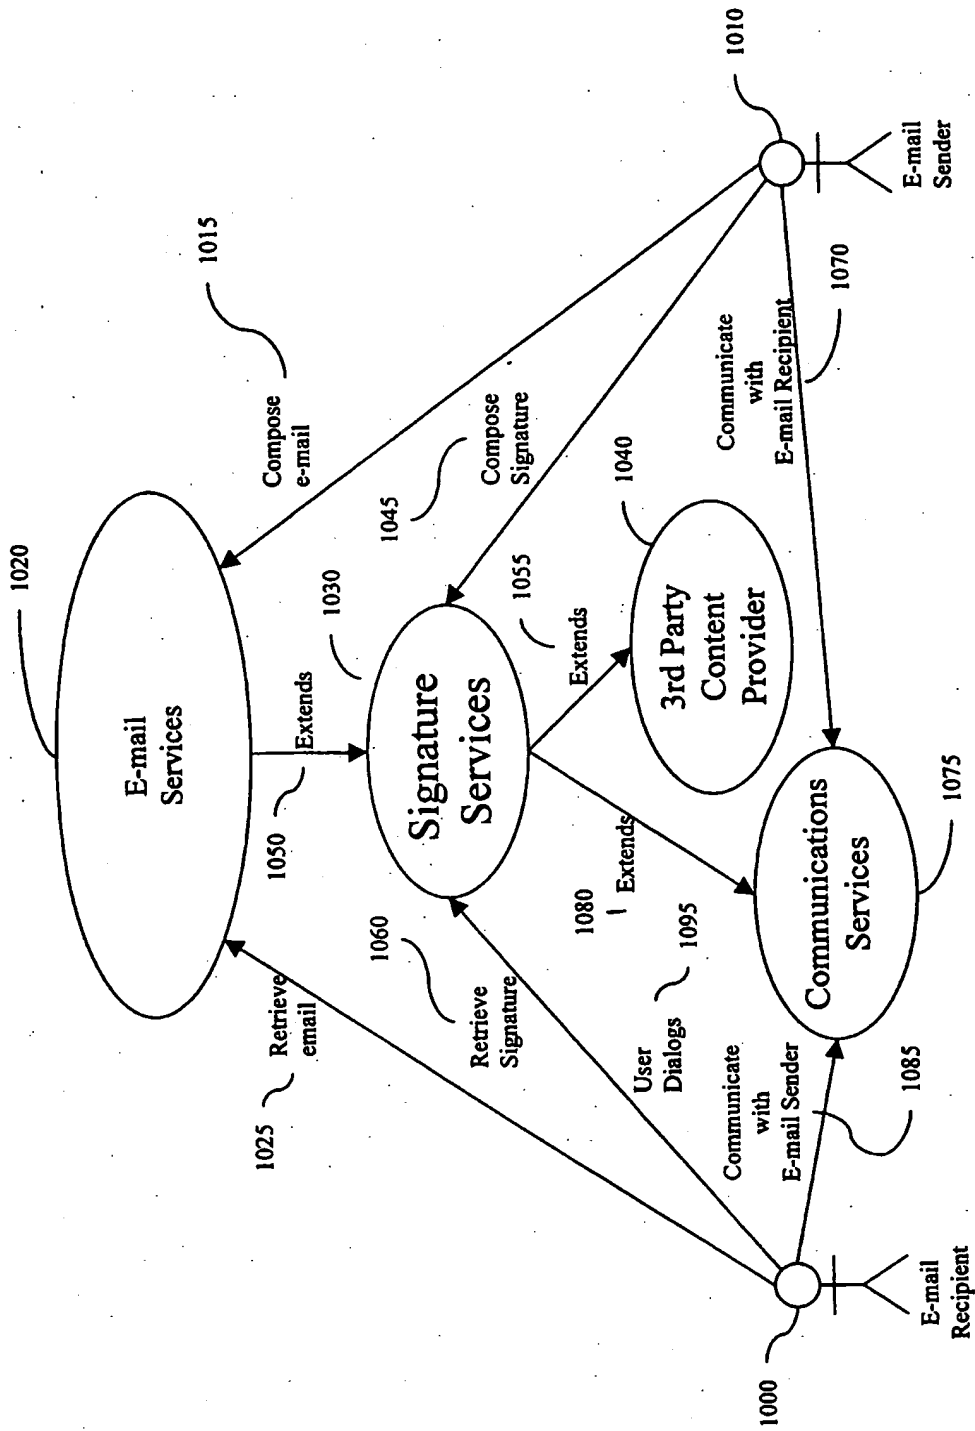 1020
E-mail
Services
1015
Compose
e-mail
1010
E-mail
Sender
1025
Retrieve
email
1050
Extends
1030
Signature
Services
1045
Compose
Signature
1060
Retrieve
Signature
1055
Extends
1080
Extends
1040
3rd Party
Content
Provider
1095
User
Dialogs
Communicate
with
E-mail Recipient
1070
Communicate
with
E-mail Sender
1085
Communications
Services
1075
1000
E-mail
Recipient